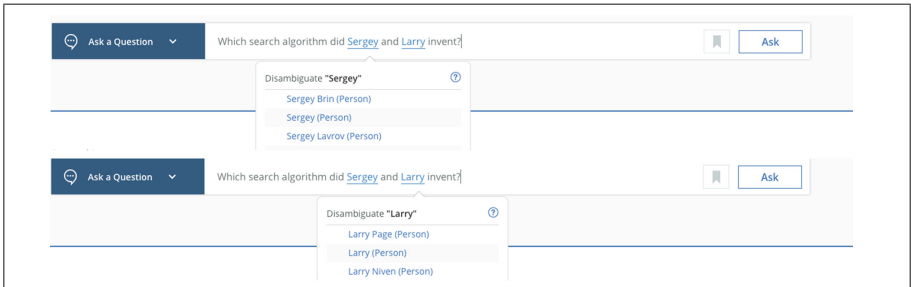 Ask a Question
Which search algorithm did Sergey and Larry invent?
Ask
Disambiguate "Sergey"
Sergey Brin (Person)
Sergey (Person)
Sergey Lavrov (Person)
Ask a Question
Which search algorithm did Sergey and Larry invent?
Ask
Disambiguate "Larry"
Larry Page (Person)
Larry (Person)
Larry Niven (Person)